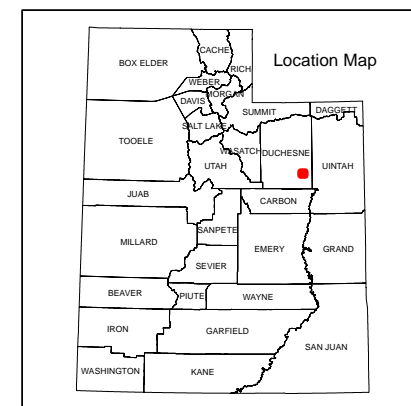 Location Map
BOX ELDER
CACHE
RICH
WEBER
MORGAN
DAVIS
SUMMIT
DAGGETT
SALT LAKE
TOOELE
WASATCH
DUCHESNE
UTAH
UINTAH
JUAB
CARBON
SANPETE
MILLARD
EMERY
GRAND
SEVIER
BEAVER
PIUTE
WAYNE
IRON
GARFIELD
SAN JUAN
WASHINGTON
KANE